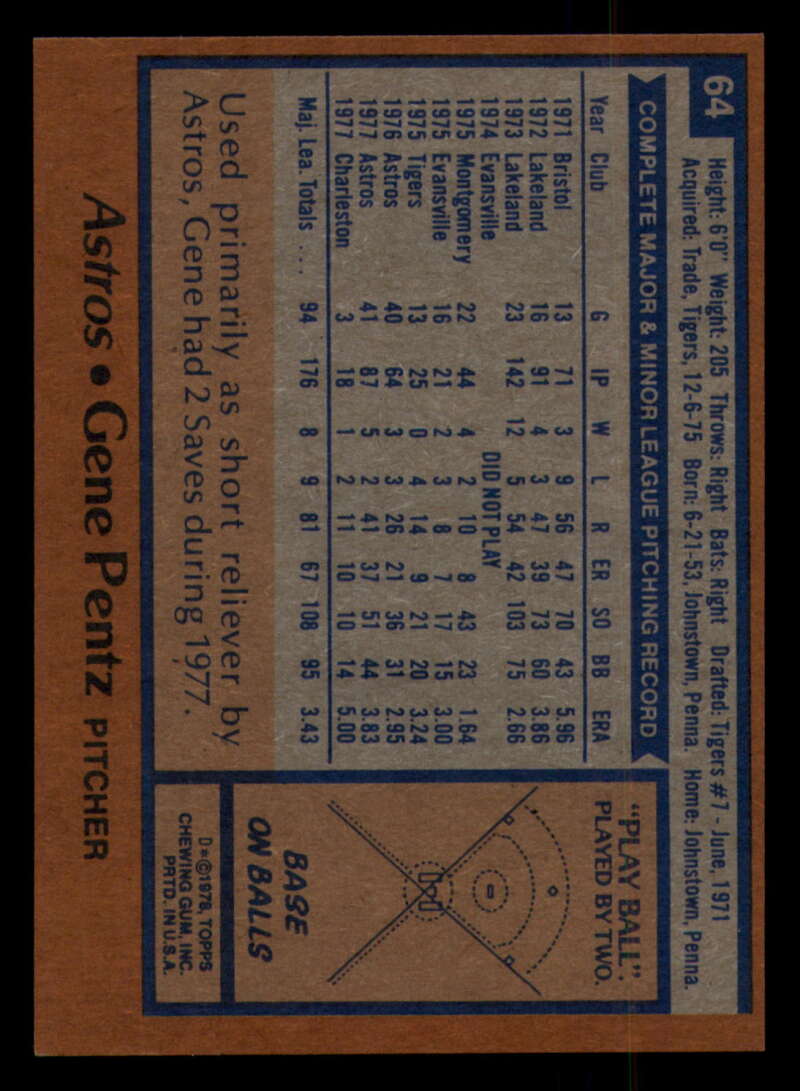 64
Height: 6'0" Weight: 205 Throws: Right Bats: Right Drafted: Tigers #7 - June, 1971
Acquired: Trade, Tigers, 12-6-75 Born: 6-21-53, Johnstown, Penna. Home: Johnstown, Penna.
COMPLETE MAJOR & MINOR LEAGUE PITCHING RECORD
Year Club G IP W L R ER SO BB ERA
1971 Bristol 13 71 3 9 56 47 70 43 5.96
1972 Lakeland 16 91 4 3 47 39 73 60 3.86
1973 Lakeland 23 142 12 5 54 42 103 75 2.66
1974 Evansville DID NOT PLAY
1975 Montgomery 22 44 4 2 10 8 43 23 1.64
1975 Evansville 16 21 2 3 8 7 17 15 3.00
1975 Tigers 13 25 0 4 14 9 21 20 3.24
1976 Astros 40 64 3 3 26 21 36 31 2.95
1977 Astros 41 87 5 2 41 37 51 44 3.83
1977 Charleston 3 18 1 2 11 10 10 14 5.00
Maj. Lea. Totals ... 94 176 8 9 81 67 108 95 3.43
Used primarily as short reliever by
Astros, Gene had 2 Saves during 1977.
"PLAY BALL".
PLAYED BY TWO.
BASE
ON BALLS
D*©1978, TOPPS
CHEWING GUM, INC.
PRTD. IN U.S.A.
Astros • Gene Pentz PITCHER